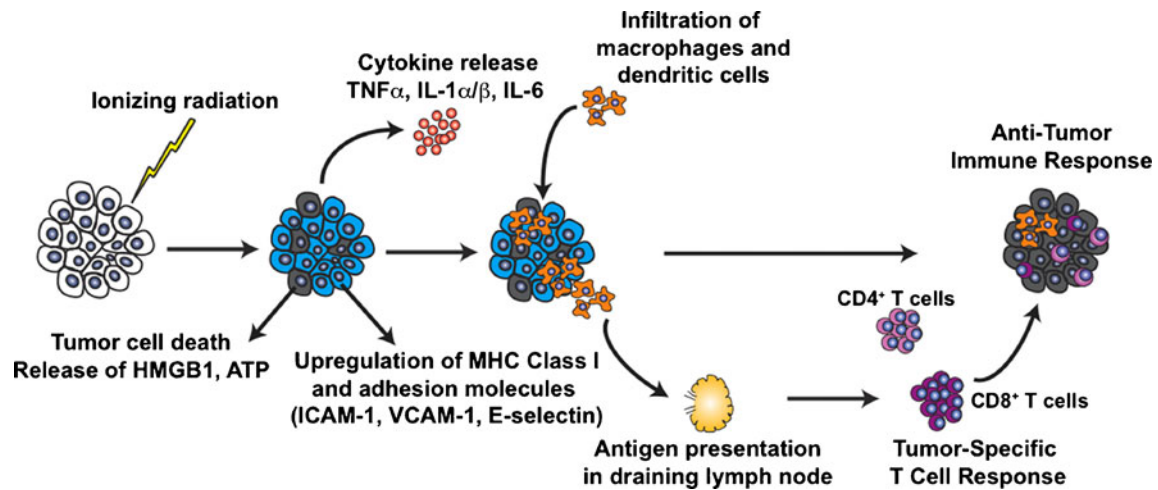 Ionizing radiation
Cytokine release
TNFα, IL-1α/β, IL-6
Infiltration of
macrophages and
dendritic cells
Anti-Tumor
Immune Response
Tumor cell death
Release of HMGB1, ATP
Upregulation of MHC Class I
and adhesion molecules
(ICAM-1, VCAM-1, E-selectin)
Antigen presentation
in draining lymph node
CD4⁺ T cells
CD8⁺ T cells
Tumor-Specific
T Cell Response